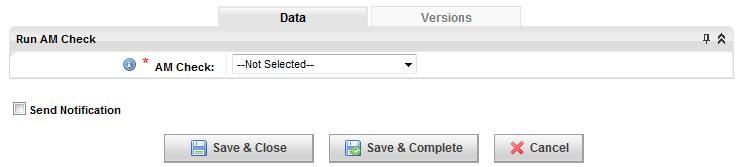 Data Versions
Run AM Check
* AM Check: --Not Selected--
Send Notification
Save & Close Save & Complete Cancel